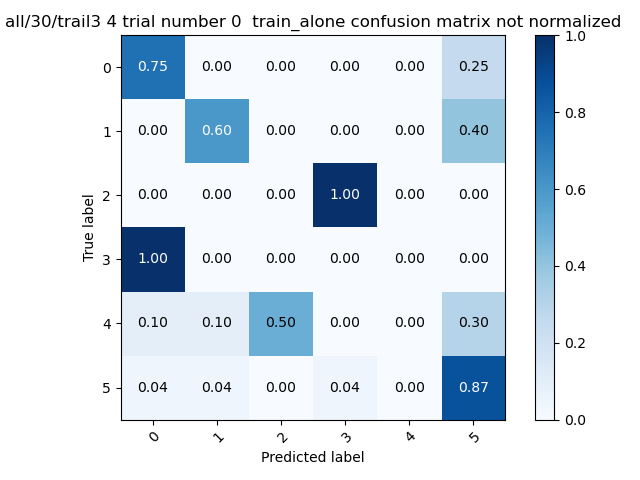 all/30/trail3 4 trial number 0  train_alone confusion matrix not normalized
True label
0 0.75 0.00 0.00 0.00 0.00 0.25
1 0.00 0.60 0.00 0.00 0.00 0.40
2 0.00 0.00 0.00 1.00 0.00 0.00
3 1.00 0.00 0.00 0.00 0.00 0.00
4 0.10 0.10 0.50 0.00 0.00 0.30
5 0.04 0.04 0.00 0.04 0.00 0.87
0 1 2 3 4 5
Predicted label
1.0
0.8
0.6
0.4
0.2
0.0